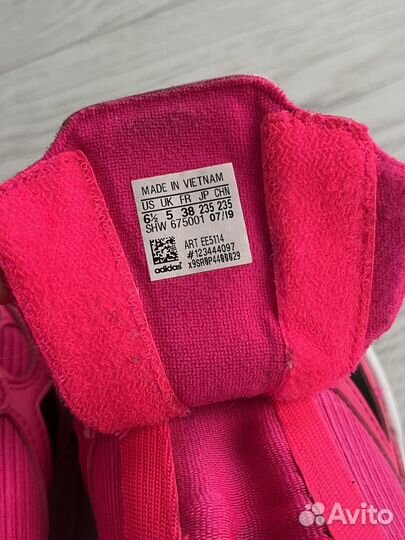 MADE IN VIETNAM
US UK FR JP CHN
6½ 5 38 235 235
SHW 675001 07/19
ART EE5114
#123444097
x9SR0P4400029
adidas
Avito